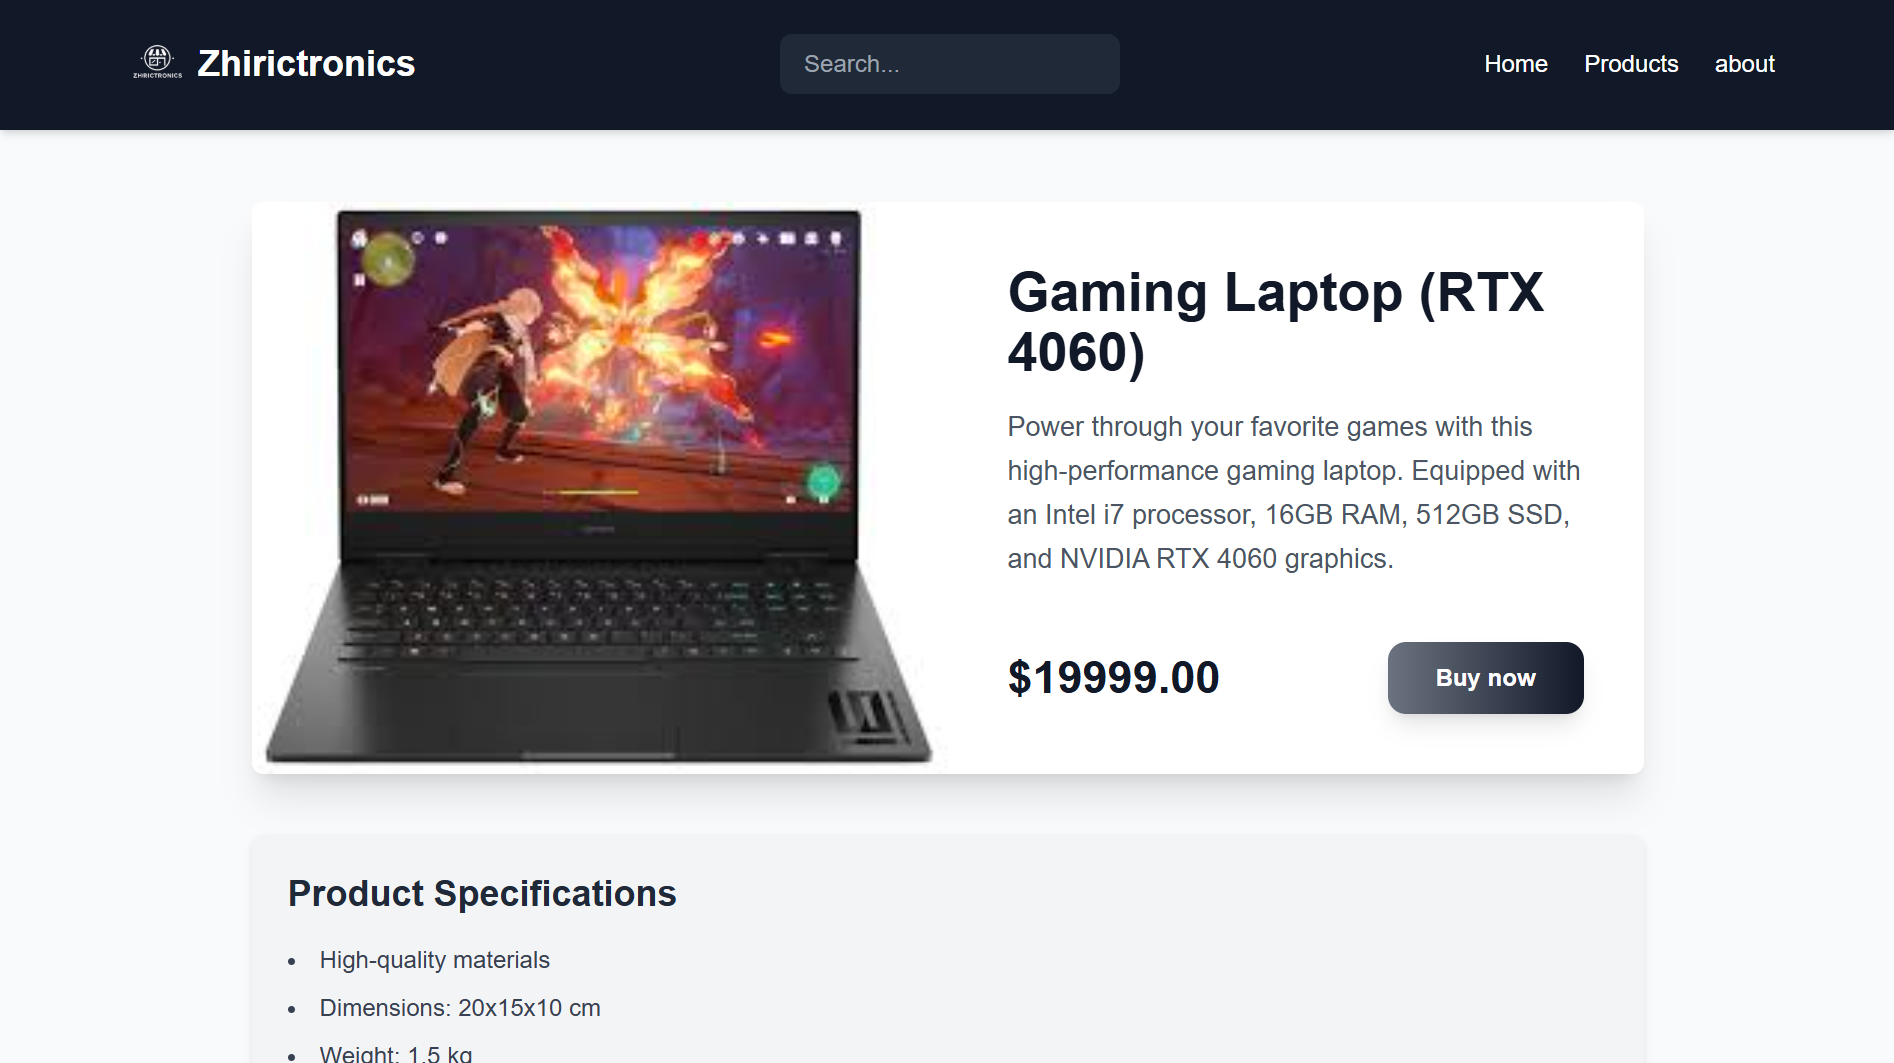 ZHIRICTRONICS
Zhirictronics
Search...
Home
Products
about
Gaming Laptop (RTX
4060)
Power through your favorite games with this
high-performance gaming laptop. Equipped with
an Intel i7 processor, 16GB RAM, 512GB SSD,
and NVIDIA RTX 4060 graphics.
$19999.00
Buy now
Product Specifications
High-quality materials
Dimensions: 20x15x10 cm
Weight: 1.5 kg